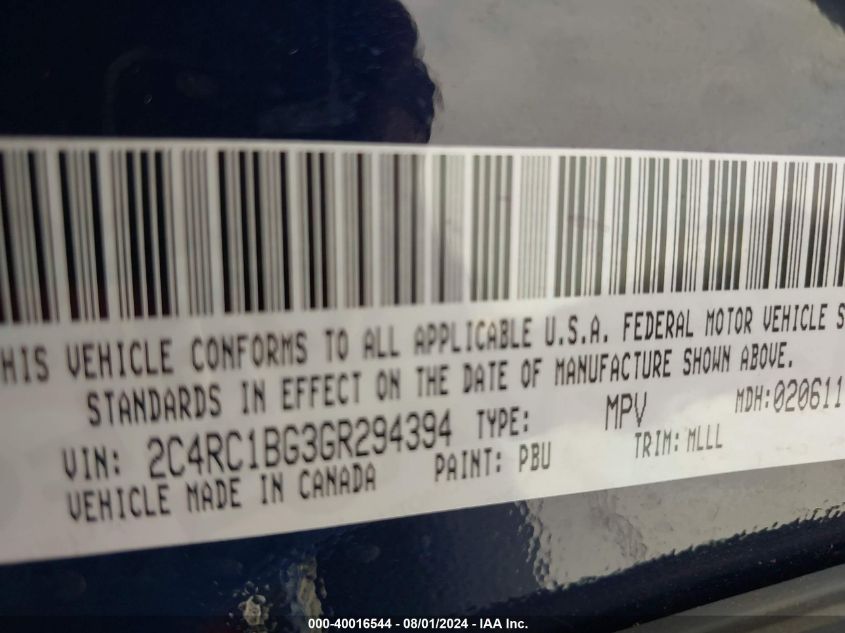 HIS VEHICLE CONFORMS TO ALL APPLICABLE U.S.A. FEDERAL MOTOR VEHICLE S
STANDARDS IN EFFECT ON THE DATE OF MANUFACTURE SHOWN ABOVE.
VIN: 2C4RC1BG3GR294394 TYPE: MPV MDH:020611
VEHICLE MADE IN CANADA PAINT: PBU TRIM: MLLL
000-40016544 - 08/01/2024 - IAA Inc.